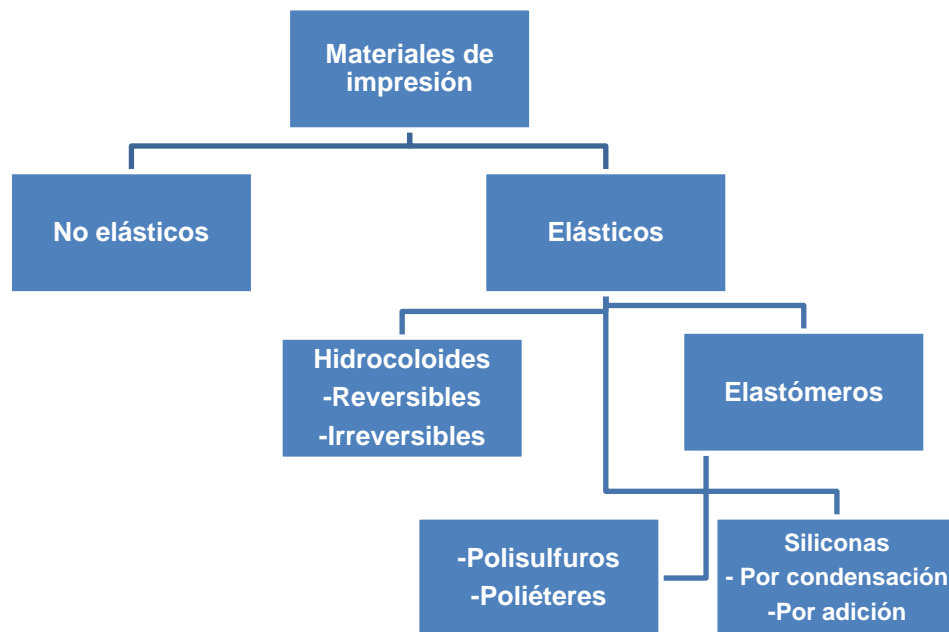 Materiales de
impresión
No elásticos
Elásticos
Hidrocoloides
-Reversibles
-Irreversibles
Elastómeros
-Polisulfuros
-Poliéteres
Siliconas
- Por condensación
-Por adición